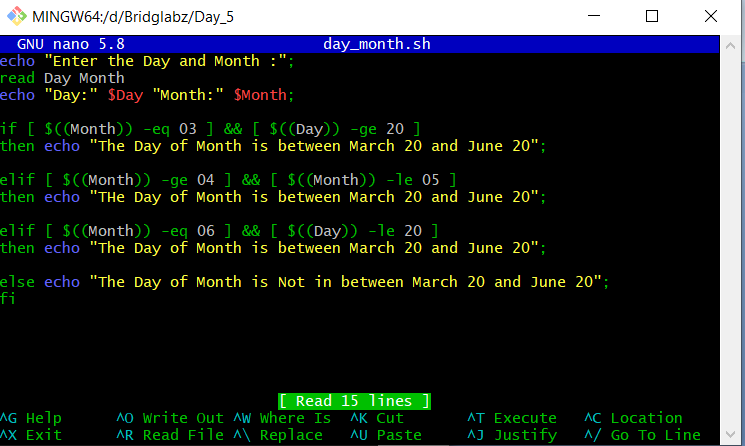 MINGW64:/d/Bridglabz/Day_5
GNU nano 5.8 day_month.sh
echo "Enter the Day and Month :";
read Day Month
echo "Day:" $Day "Month:" $Month;
if [ $((Month)) -eq 03 ] && [ $((Day)) -ge 20 ]
then echo "The Day of Month is between March 20 and June 20";
elif [ $((Month)) -ge 04 ] && [ $((Month)) -le 05 ]
then echo "THe Day of Month is between March 20 and June 20";
elif [ $((Month)) -eq 06 ] && [ $((Day)) -le 20 ]
then echo "The Day of Month is between March 20 and June 20";
else echo "The Day of Month is Not in between March 20 and June 20";
fi
[ Read 15 lines ]
^G Help ^O Write Out ^W Where Is ^K Cut ^T Execute ^C Location
^X Exit ^R Read File ^\ Replace ^U Paste ^J Justify ^/ Go To Line